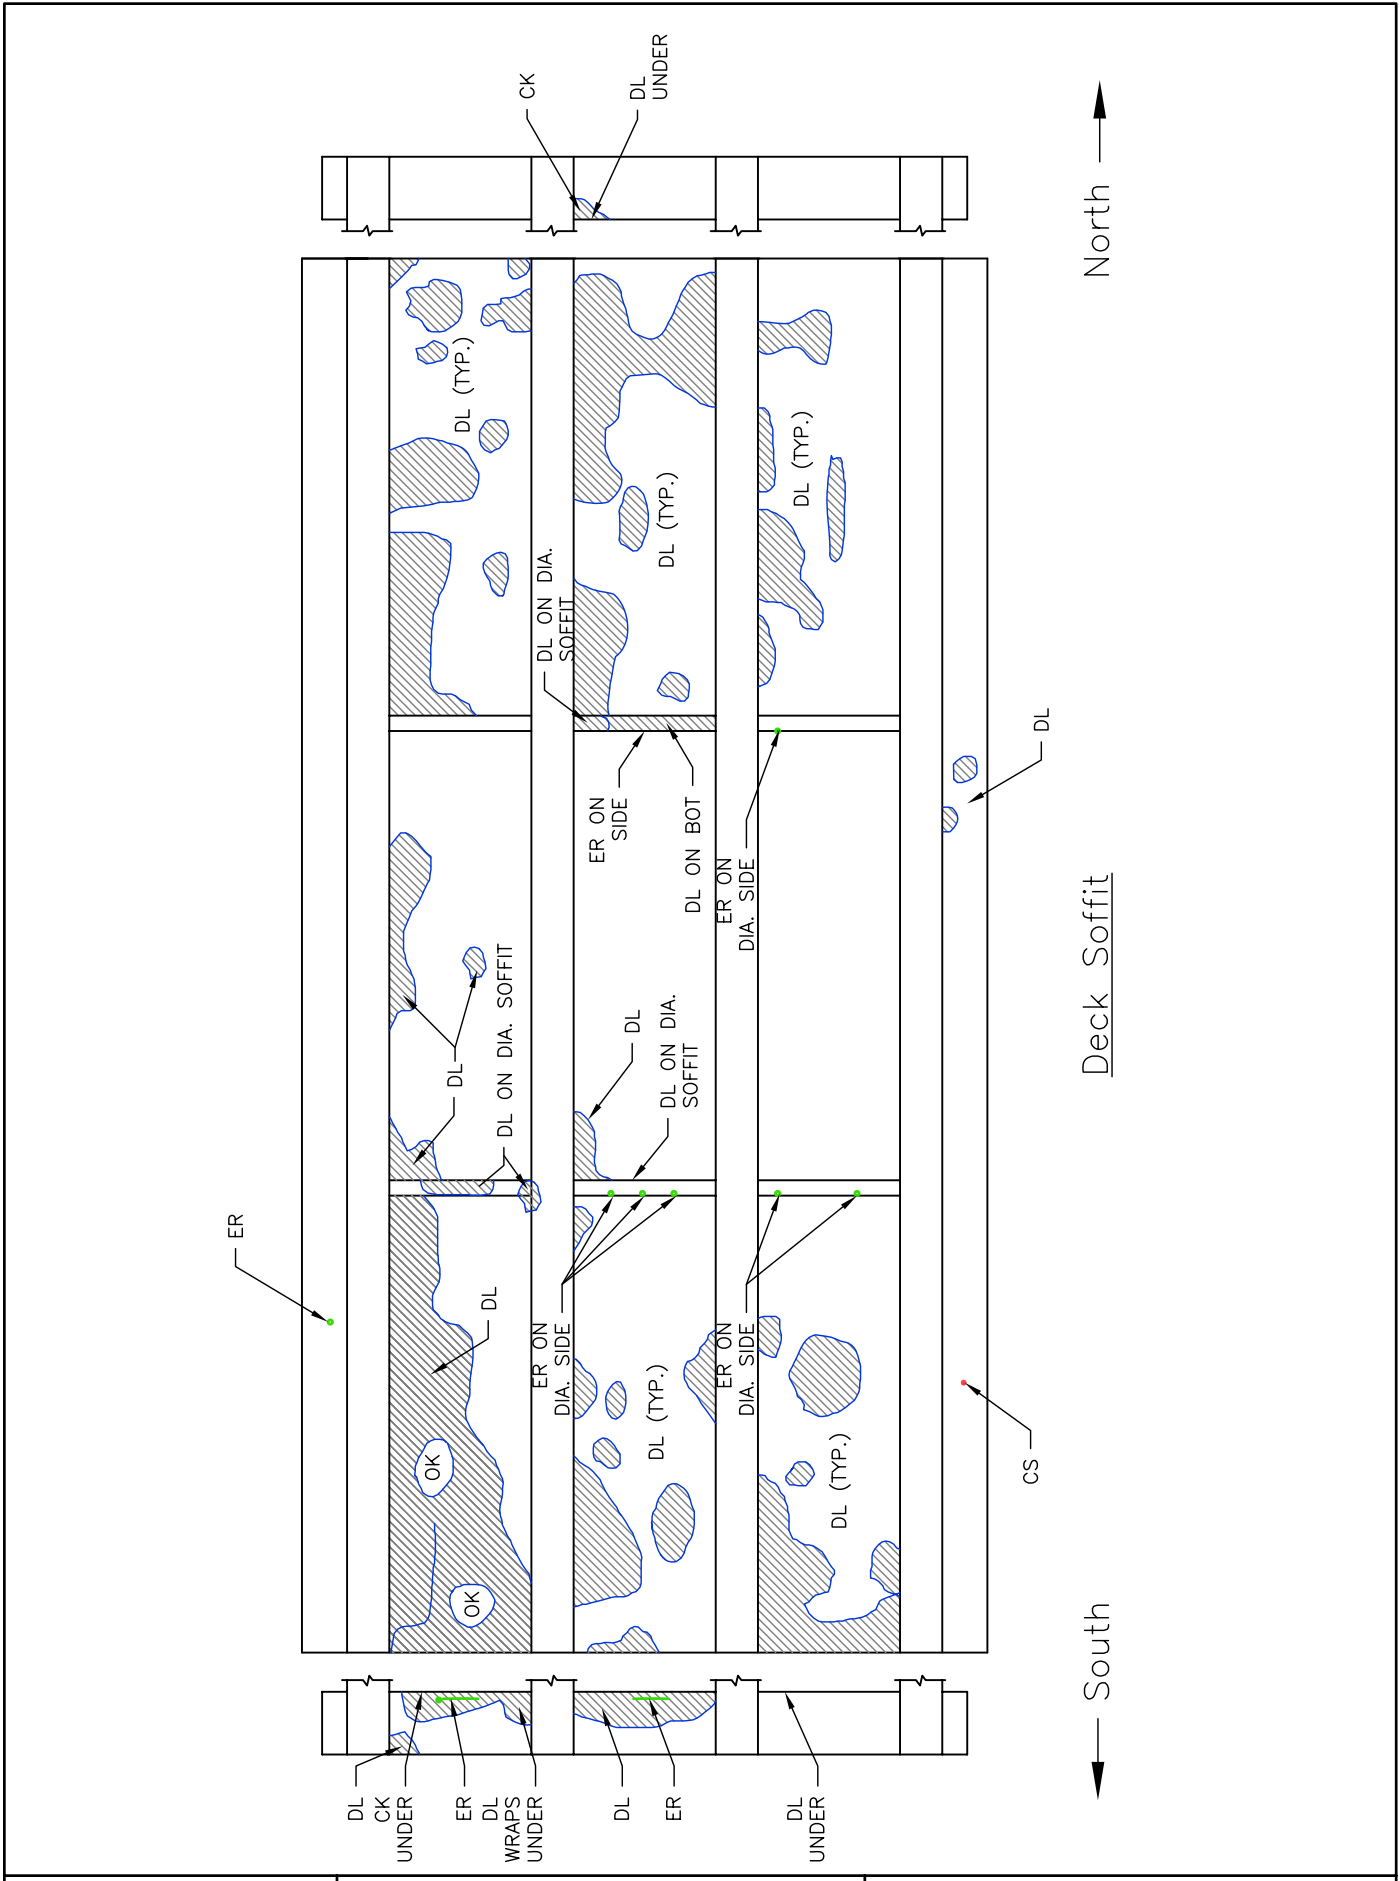 CK
DL
UNDER
North
DL (TYP.)
DL (TYP.)
DL (TYP.)
DL ON DIA.
SOFFIT
ER ON
SIDE
DL ON BOT
ER ON
DIA. SIDE
DL
DL
DL ON DIA. SOFFIT
DL
DL ON DIA.
SOFFIT
Deck Soffit
ER
DL
ER ON
DIA. SIDE
ER ON
DIA. SIDE
OK
OK
DL (TYP.)
DL (TYP.)
CS
South
DL
CK
UNDER
ER
DL
WRAPS
UNDER
DL
ER
DL
UNDER